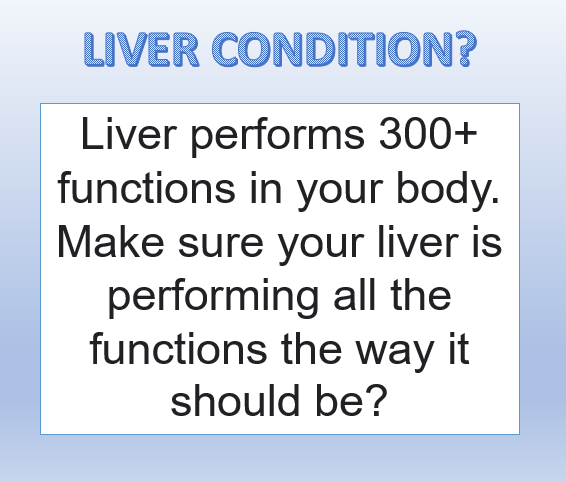 LIVER CONDITION?
Liver performs 300+
functions in your body.
Make sure your liver is
performing all the
functions the way it
should be?